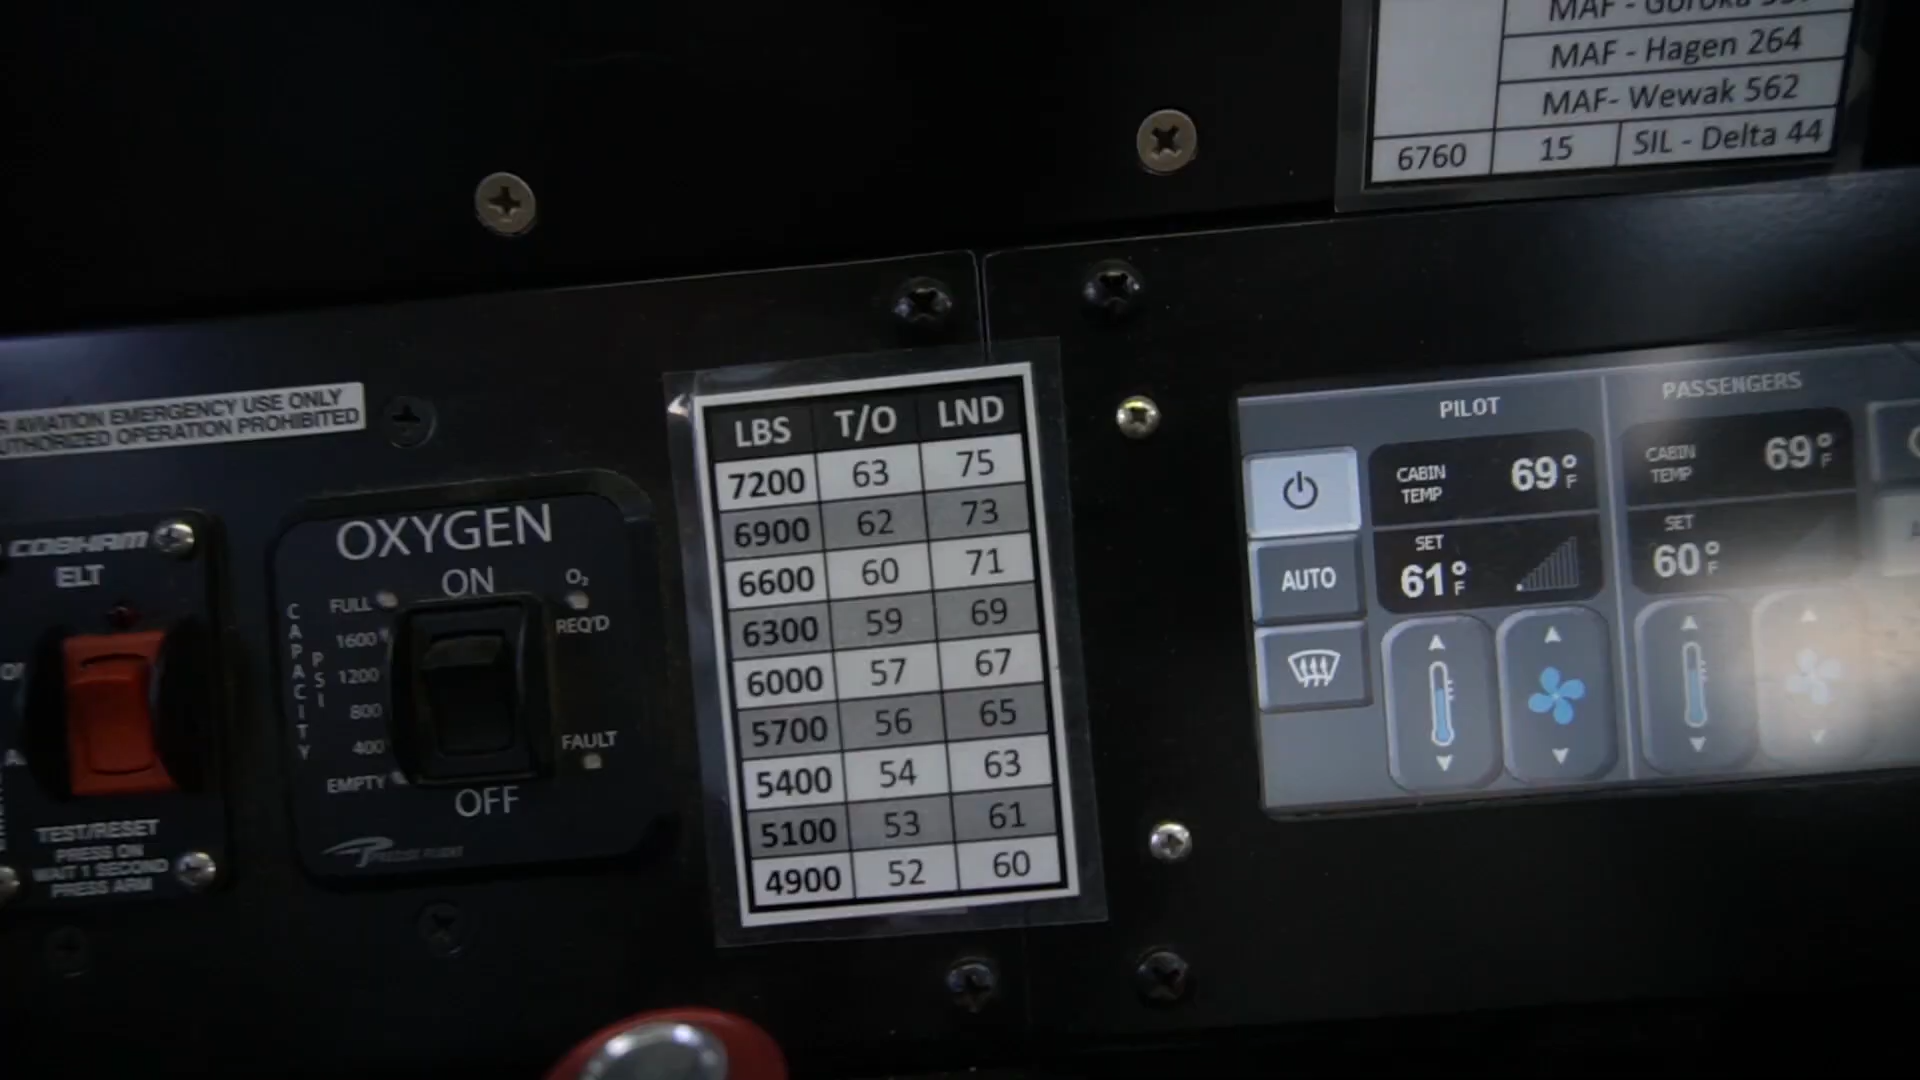 MAF - Goroka
MAF - Hagen 264
MAF- Wewak 562
6760 15 SIL - Delta 44
AVIATION EMERGENCY USE ONLY
OPERATION PROHIBITED
COBHAM
ELT
TEST/RESET
PRESS ON
WAIT 1 SECOND
PRESS ARM
OXYGEN
ON
CAPACITY
PSI
FULL
1600
1200
800
400
EMPTY
O₂
REQ'D
FAULT
OFF
LBS T/O LND
7200 63 75
6900 62 73
6600 60 71
6300 59 69
6000 57 67
5700 56 65
5400 54 63
5100 53 61
4900 52 60
PILOT
CABIN TEMP 69°F
SET
61°F
AUTO
PASSENGERS
CABIN TEMP 69°F
SET
60°F